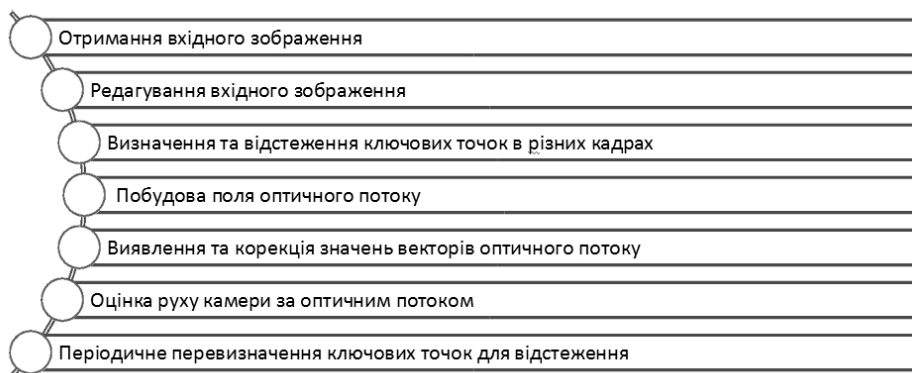 Отримання вхідного зображення
Редагування вхідного зображення
Визначення та відстеження ключових точок в різних кадрах
Побудова поля оптичного потоку
Виявлення та корекція значень векторів оптичного потоку
Оцінка руху камери за оптичним потоком
Періодичне перевизначення ключових точок для відстеження